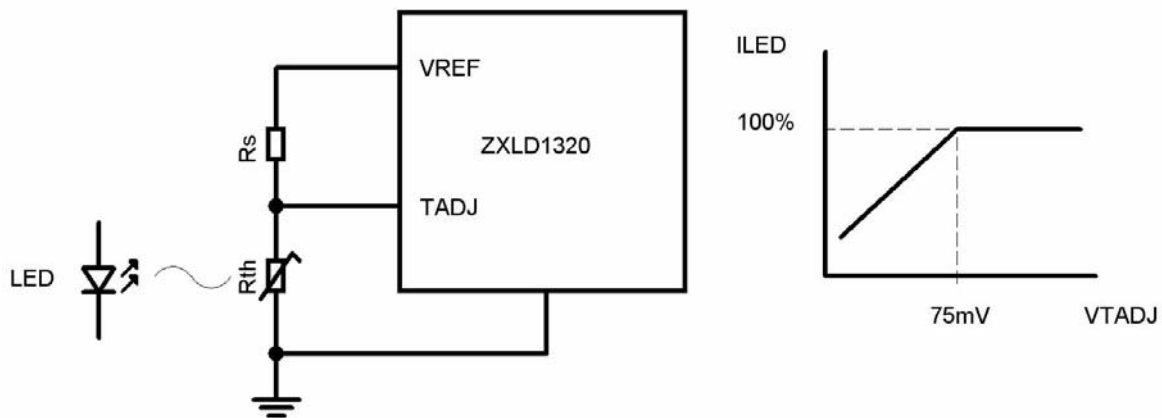 VREF
Rs
ZXLD1320
TADJ
LED
Rth
ILED
100%
75mV
VTADJ